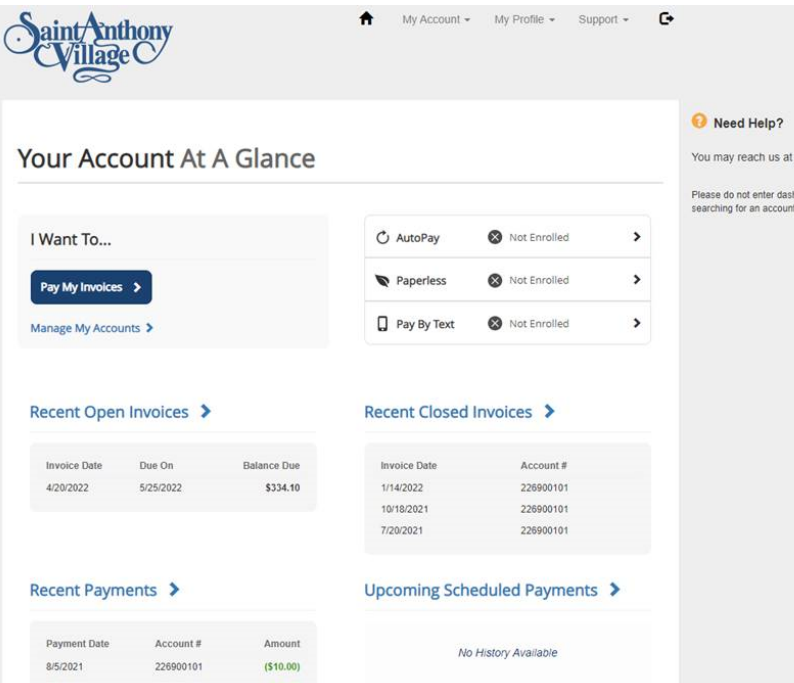 Saint Anthony
Village
My Account
My Profile
Support
Your Account At A Glance
I Want To...
Pay My Invoices
Manage My Accounts
AutoPay Not Enrolled
Paperless Not Enrolled
Pay By Text Not Enrolled
Recent Open Invoices
Invoice Date Due On Balance Due
4/20/2022 5/25/2022 $334.10
Recent Closed Invoices
Invoice Date Account #
1/14/2022 226900101
10/18/2021 226900101
7/20/2021 226900101
Recent Payments
Payment Date Account # Amount
8/5/2021 226900101 ($10.00)
Upcoming Scheduled Payments
No History Available
? Need Help?
You may reach us at
Please do not enter
searching for an